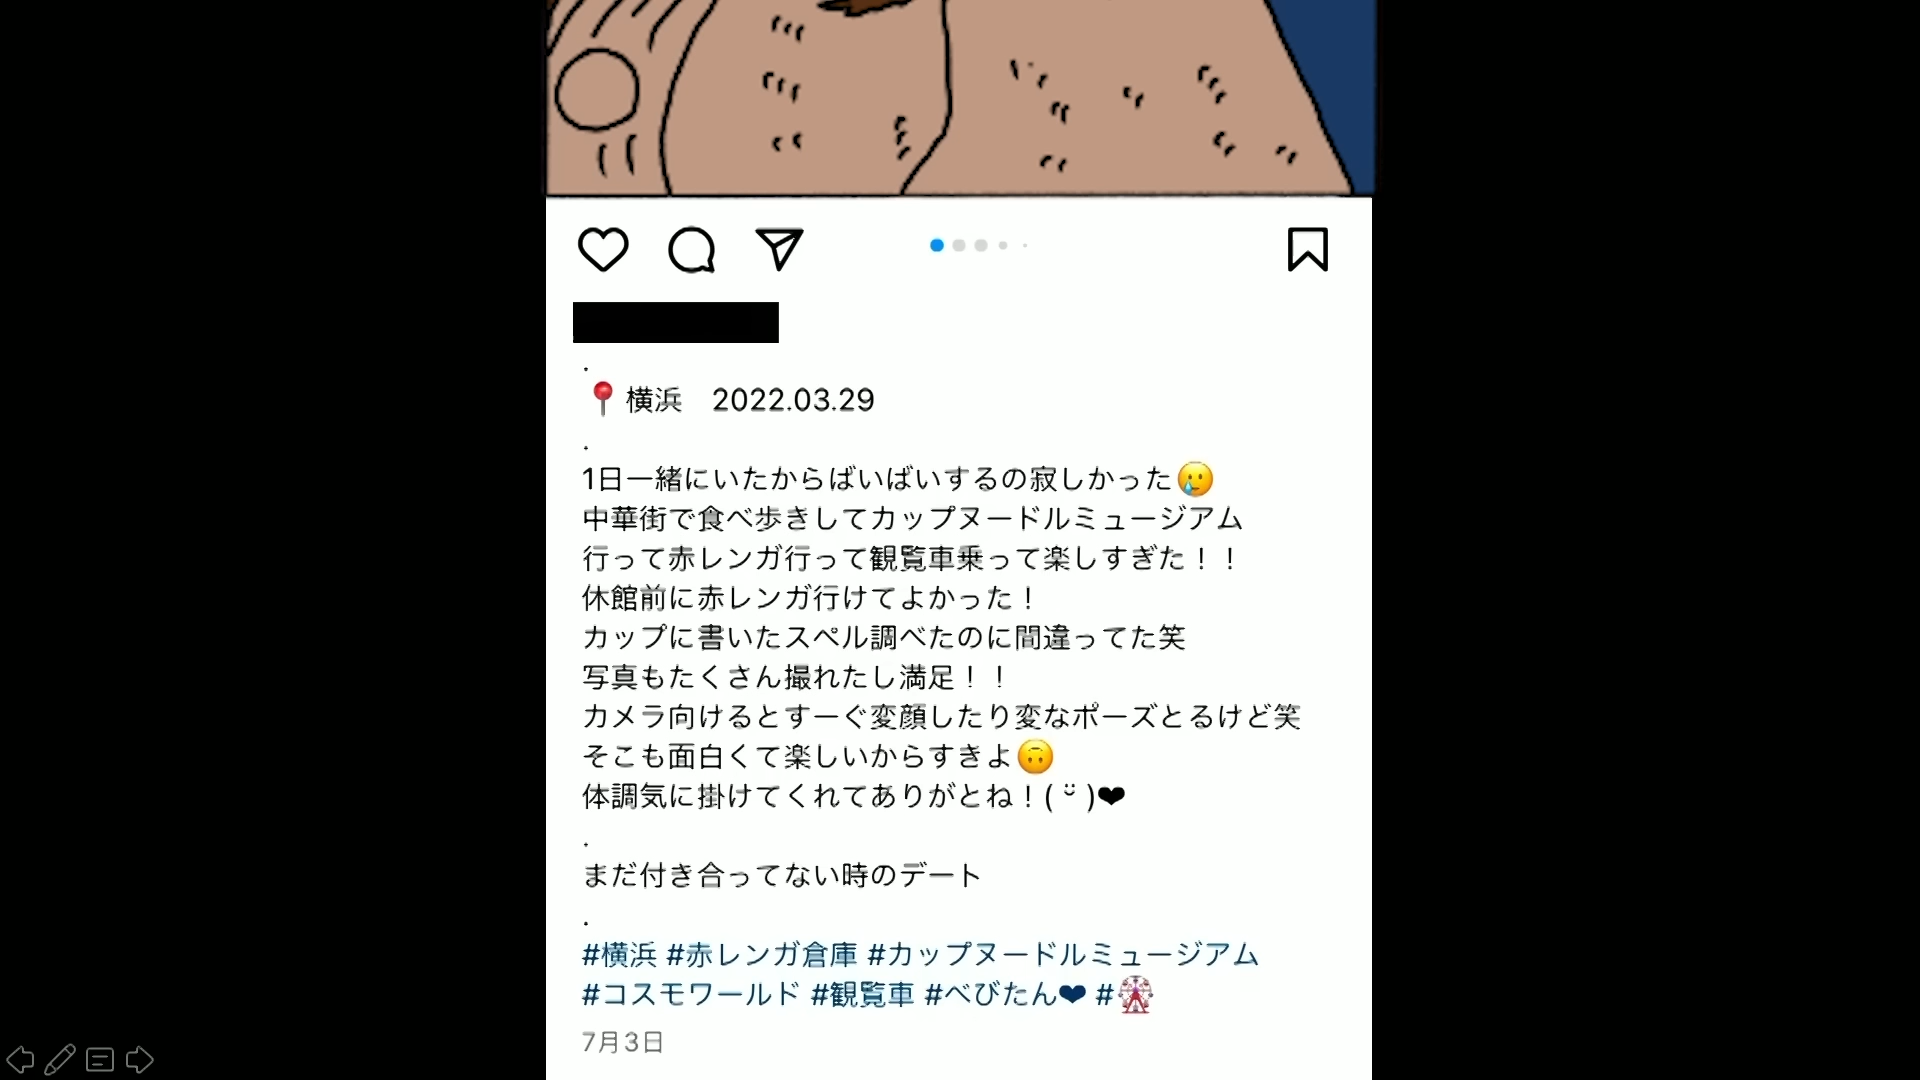 .
📍横浜　2022.03.29
.
1日一緒にいたからばいばいするの寂しかった🥲
中華街で食べ歩きしてカップヌードルミュージアム
行って赤レンガ行って観覧車乗って楽しすぎた！！
休館前に赤レンガ行けてよかった！
カップに書いたスペル調べたのに間違ってた笑
写真もたくさん撮れたし満足！！
カメラ向けるとすーぐ変顔したり変なポーズとるけど笑
そこも面白くて楽しいからすきよ🙃
体調気に掛けてくれてありがとね！( ¨̮ )❤︎
.
まだ付き合ってない時のデート
.
#横浜 #赤レンガ倉庫 #カップヌードルミュージアム
#コスモワールド #観覧車 #べびたん❤︎ #🎡
7月3日